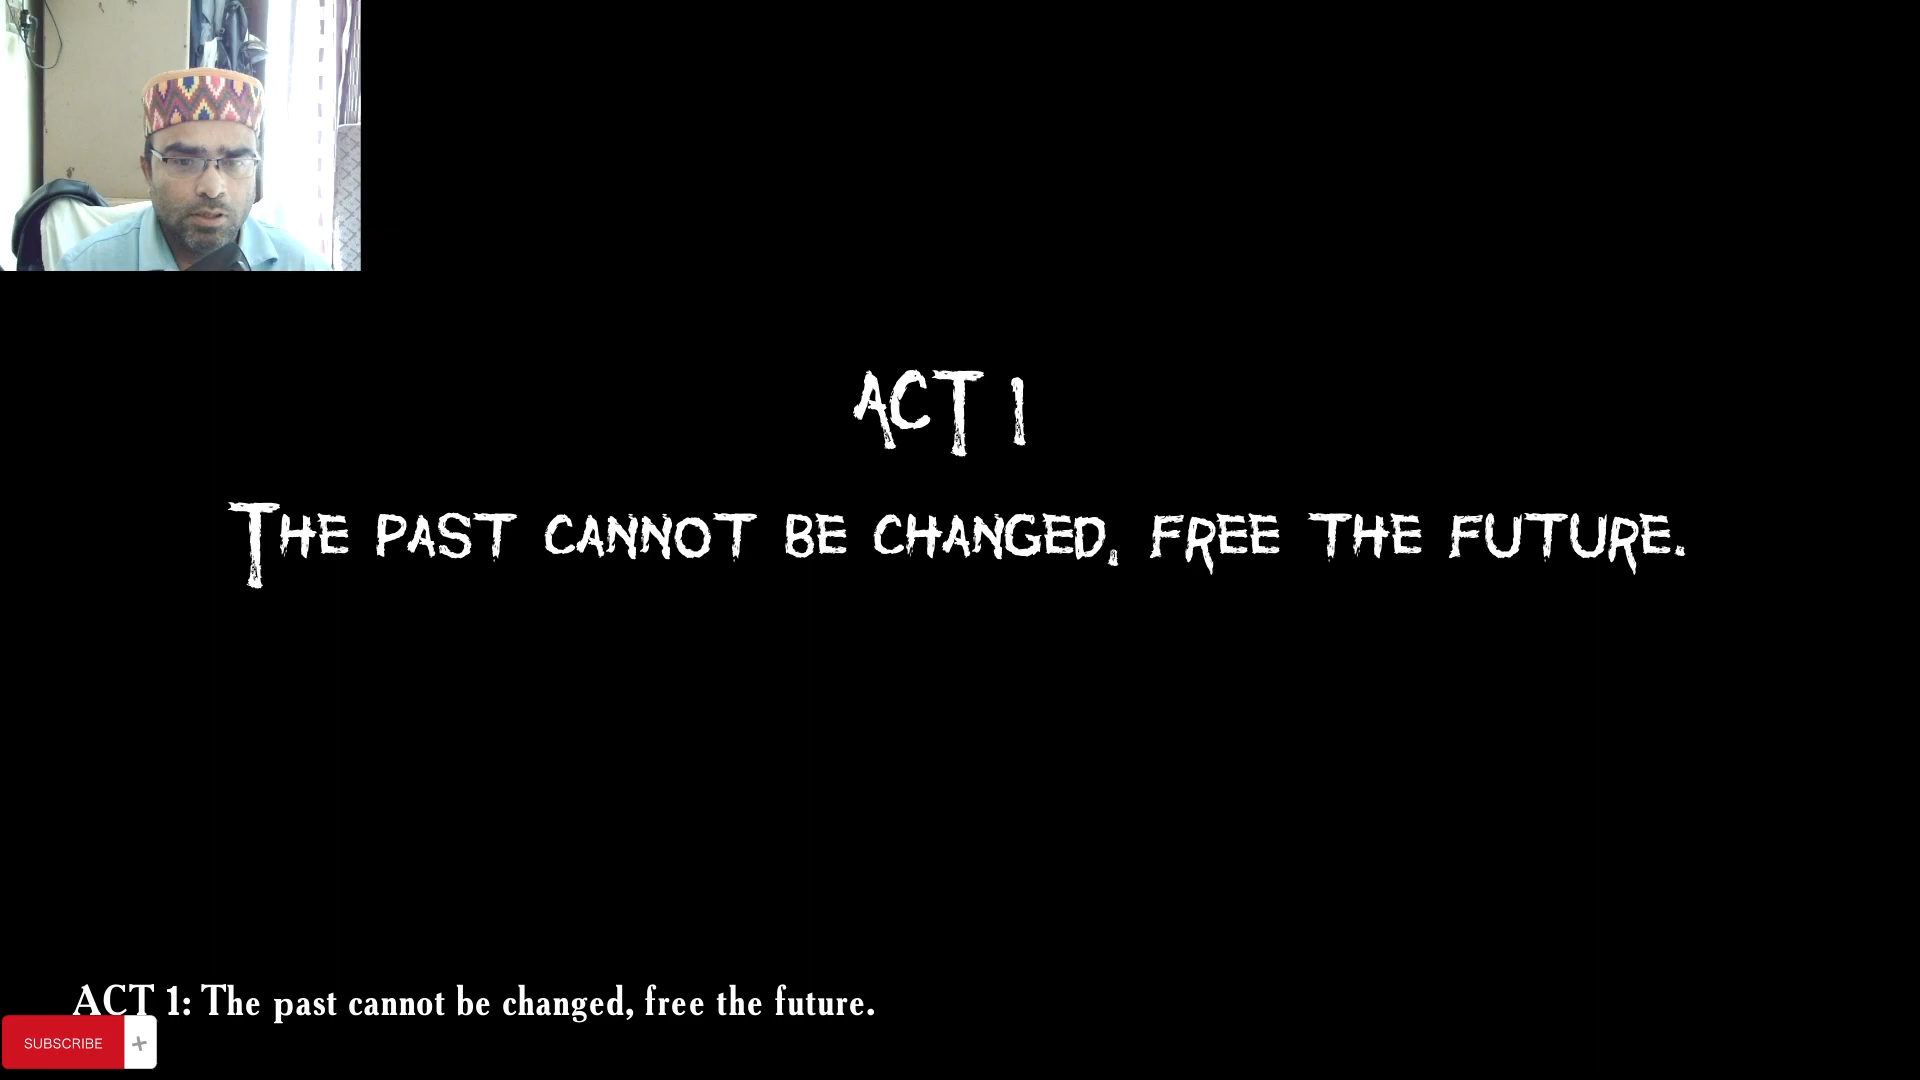 ACT 1
The past cannot be changed, free the future.
ACT 1: The past cannot be changed, free the future.
SUBSCRIBE +